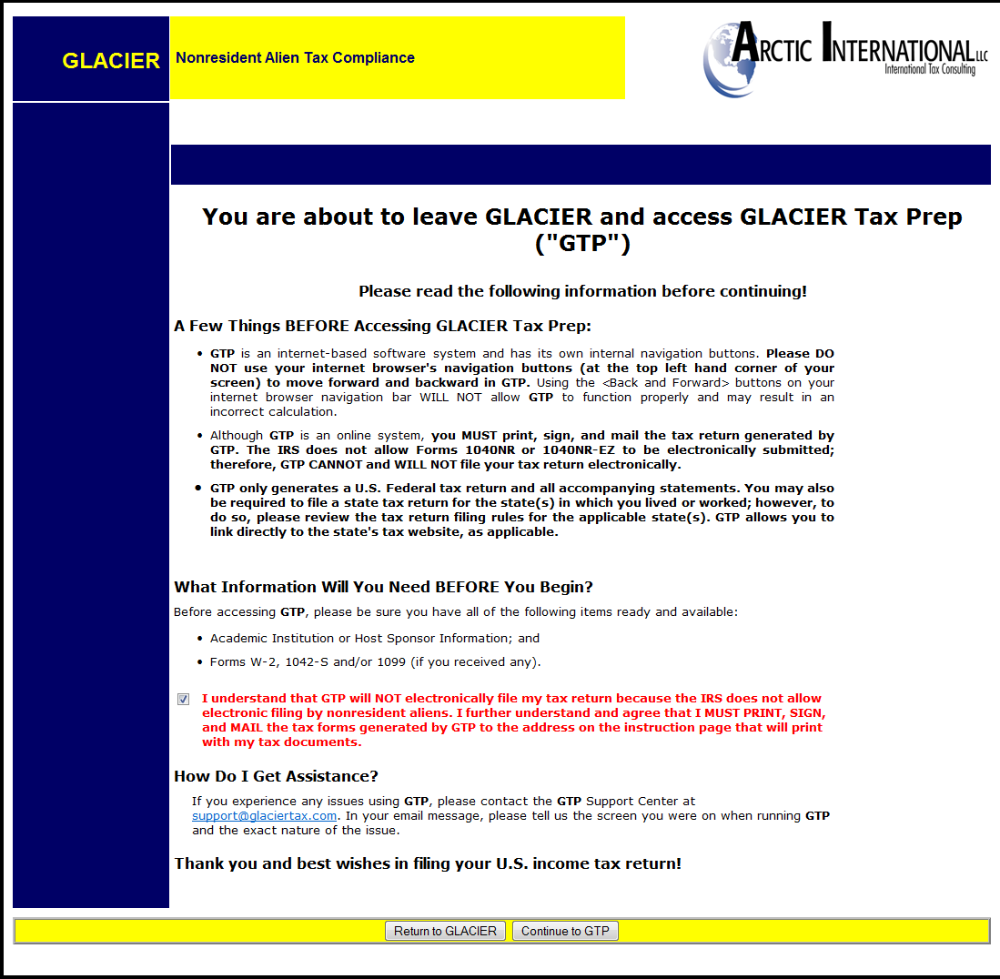 GLACIER
Nonresident Alien Tax Compliance
ARCTIC INTERNATIONAL LLC
International Tax Consulting
You are about to leave GLACIER and access GLACIER Tax Prep
("GTP")
Please read the following information before continuing!
A Few Things BEFORE Accessing GLACIER Tax Prep:
• GTP is an internet-based software system and has its own internal navigation buttons. Please DO
NOT use your internet browser's navigation buttons (at the top left hand corner of your
screen) to move forward and backward in GTP. Using the <Back and Forward> buttons on your
internet browser navigation bar WILL NOT allow GTP to function properly and may result in an
incorrect calculation.
• Although GTP is an online system, you MUST print, sign, and mail the tax return generated by
GTP. The IRS does not allow Forms 1040NR or 1040NR-EZ to be electronically submitted;
therefore, GTP CANNOT and WILL NOT file your tax return electronically.
• GTP only generates a U.S. Federal tax return and all accompanying statements. You may also
be required to file a state tax return for the state(s) in which you lived or worked; however, to
do so, please review the tax return filing rules for the applicable state(s). GTP allows you to
link directly to the state's tax website, as applicable.
What Information Will You Need BEFORE You Begin?
Before accessing GTP, please be sure you have all of the following items ready and available:
• Academic Institution or Host Sponsor Information; and
• Forms W-2, 1042-S and/or 1099 (if you received any).
I understand that GTP will NOT electronically file my tax return because the IRS does not allow
electronic filing by nonresident aliens. I further understand and agree that I MUST PRINT, SIGN,
and MAIL the tax forms generated by GTP to the address on the instruction page that will print
with my tax documents.
How Do I Get Assistance?
If you experience any issues using GTP, please contact the GTP Support Center at
support@glaciertax.com. In your email message, please tell us the screen you were on when running GTP
and the exact nature of the issue.
Thank you and best wishes in filing your U.S. income tax return!
Return to GLACIER
Continue to GTP